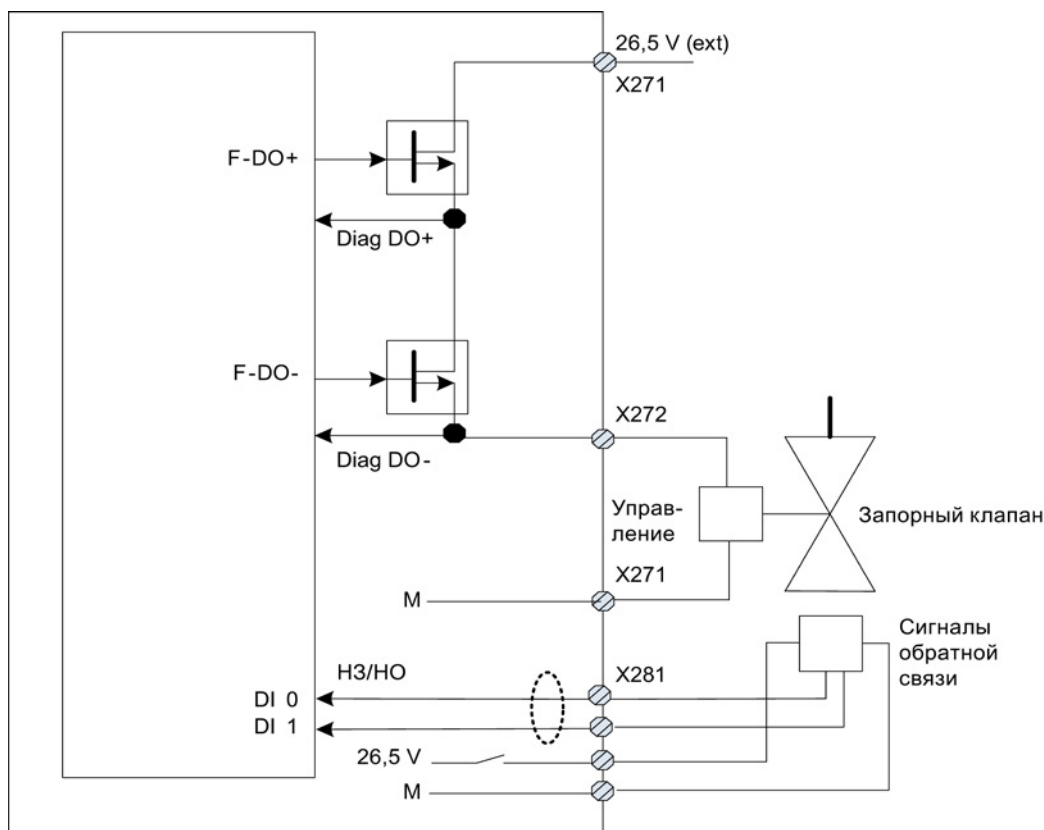 26,5 V (ext)
X271
F-DO+
Diag DO+
F-DO-
X272
Diag DO-
Управ-
ление
Запорный клапан
X271
M
Сигналы
обратной
связи
НЗ/НО
X281
DI 0
DI 1
26,5 V
M